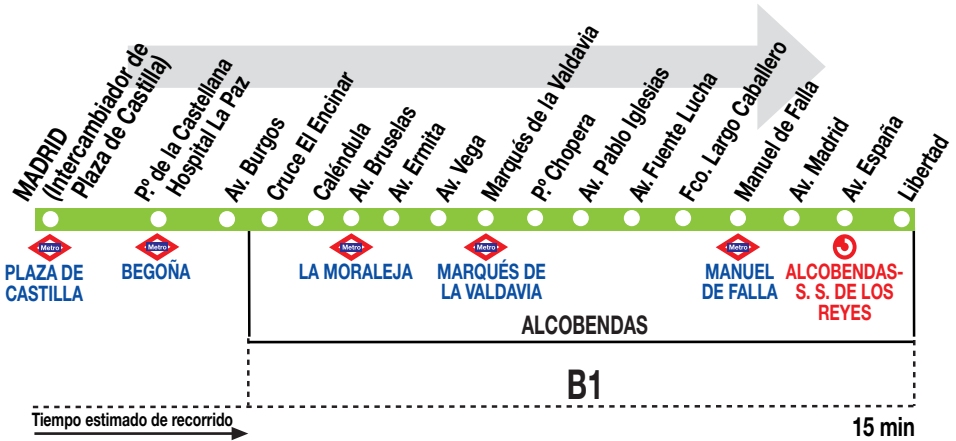 MADRID
(Intercambiador de
Plaza de Castilla)
P.º de la Castellana
Hospital La Paz
Av. Burgos
Cruce El Encinar
Caléndula
Av. Bruselas
Av. Ermita
Av. Vega
Marqués de la Valdavia
P.º Chopera
Av. Pablo Iglesias
Av. Fuente Lucha
Fco. Largo Caballero
Manuel de Falla
Av. Madrid
Av. España
Libertad
Metro
PLAZA DE
CASTILLA
Metro
BEGOÑA
Metro
LA MORALEJA
Metro
MARQUÉS DE
LA VALDAVIA
Metro
MANUEL
DE FALLA
ALCOBENDAS-
S. S. DE LOS
REYES
ALCOBENDAS
B1
Tiempo estimado de recorrido
15 min